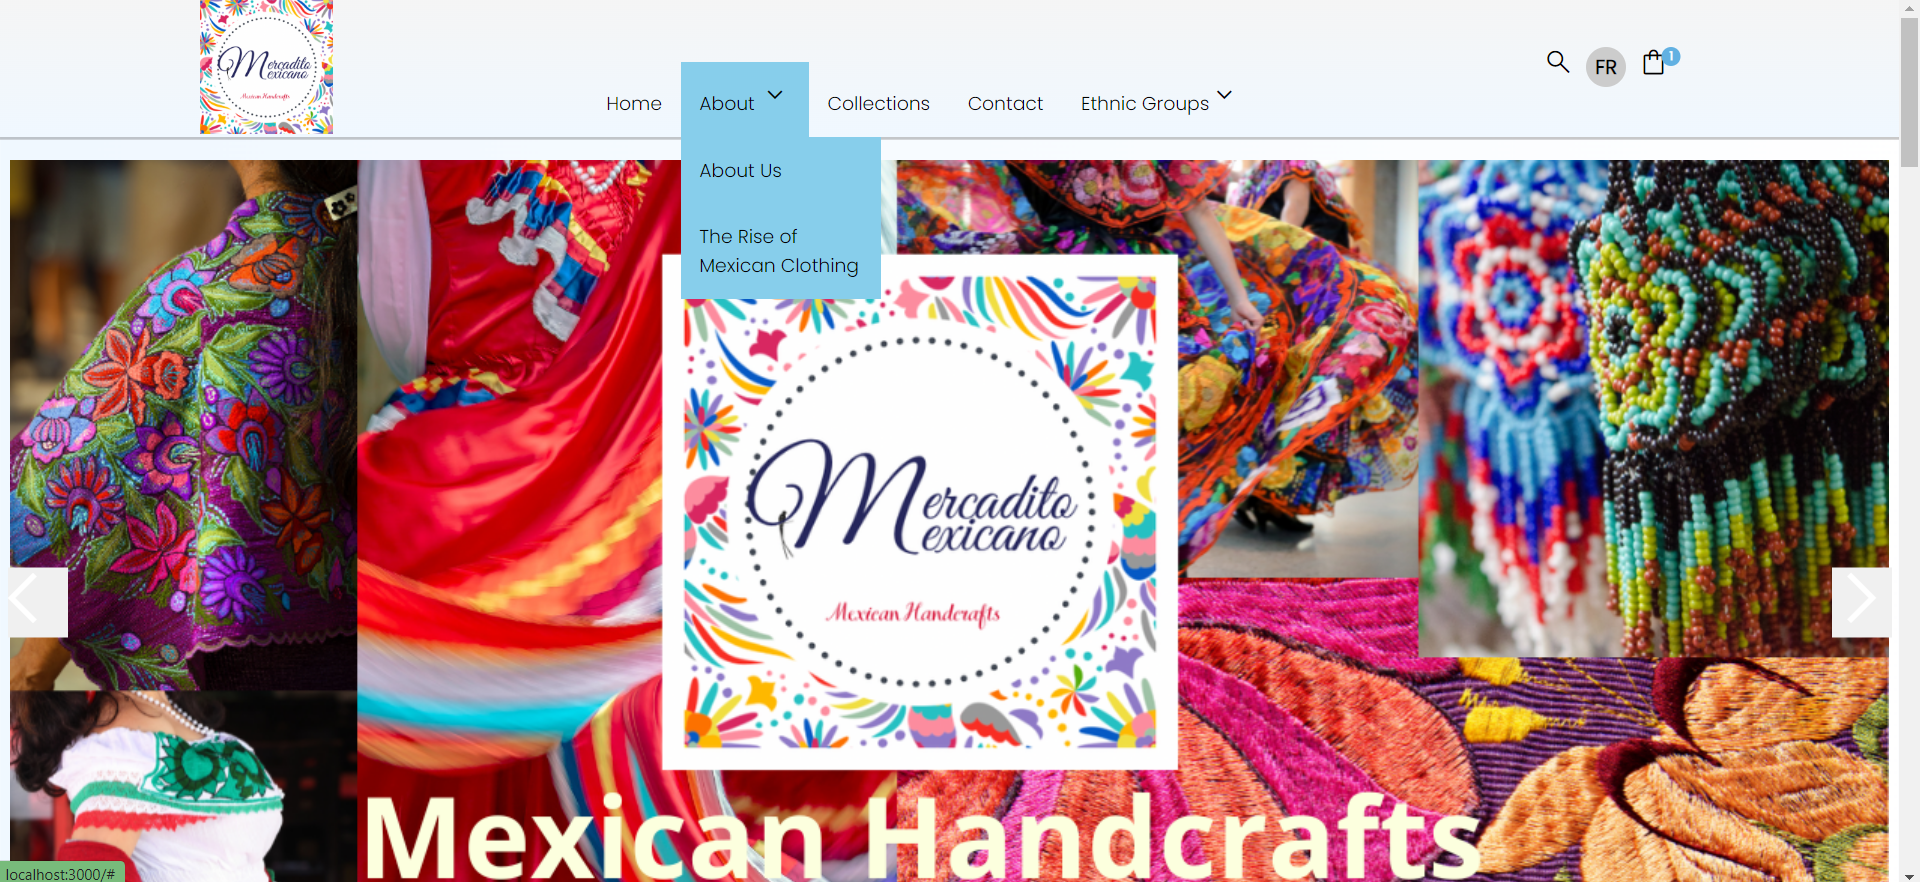 Mercadito
Mexicano
Mexican Handcrafts
Home
About
Collections
Contact
Ethnic Groups
FR
1
About Us
The Rise of
Mexican Clothing
Mercadito
Mexicano
Mexican Handcrafts
Mexican Handcrafts
localhost:3000/#